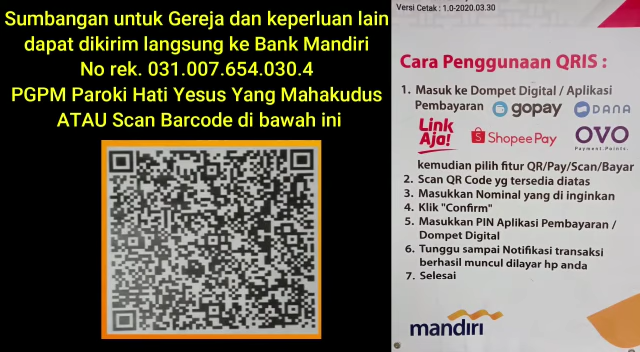 Sumbangan untuk Gereja dan keperluan lain
dapat dikirim langsung ke Bank Mandiri
No rek. 031.007.654.030.4
PGPM Paroki Hati Yesus Yang Mahakudus
ATAU Scan Barcode di bawah ini
Versi Cetak : 1.0-2020.03.30
Cara Penggunaan QRIS :
1. Masuk ke Dompet Digital / Aplikasi
Pembayaran gopay DANA
Link Aja! ShopeePay OVO
Payment.Points.
kemudian pilih fitur QR/Pay/Scan/Bayar
2. Scan QR Code yg tersedia diatas
3. Masukkan Nominal yang di inginkan
4. Klik "Confirm"
5. Masukkan PIN Aplikasi Pembayaran /
Dompet Digital
6. Tunggu sampai Notifikasi transaksi
berhasil muncul dilayar hp anda
7. Selesai
mandiri